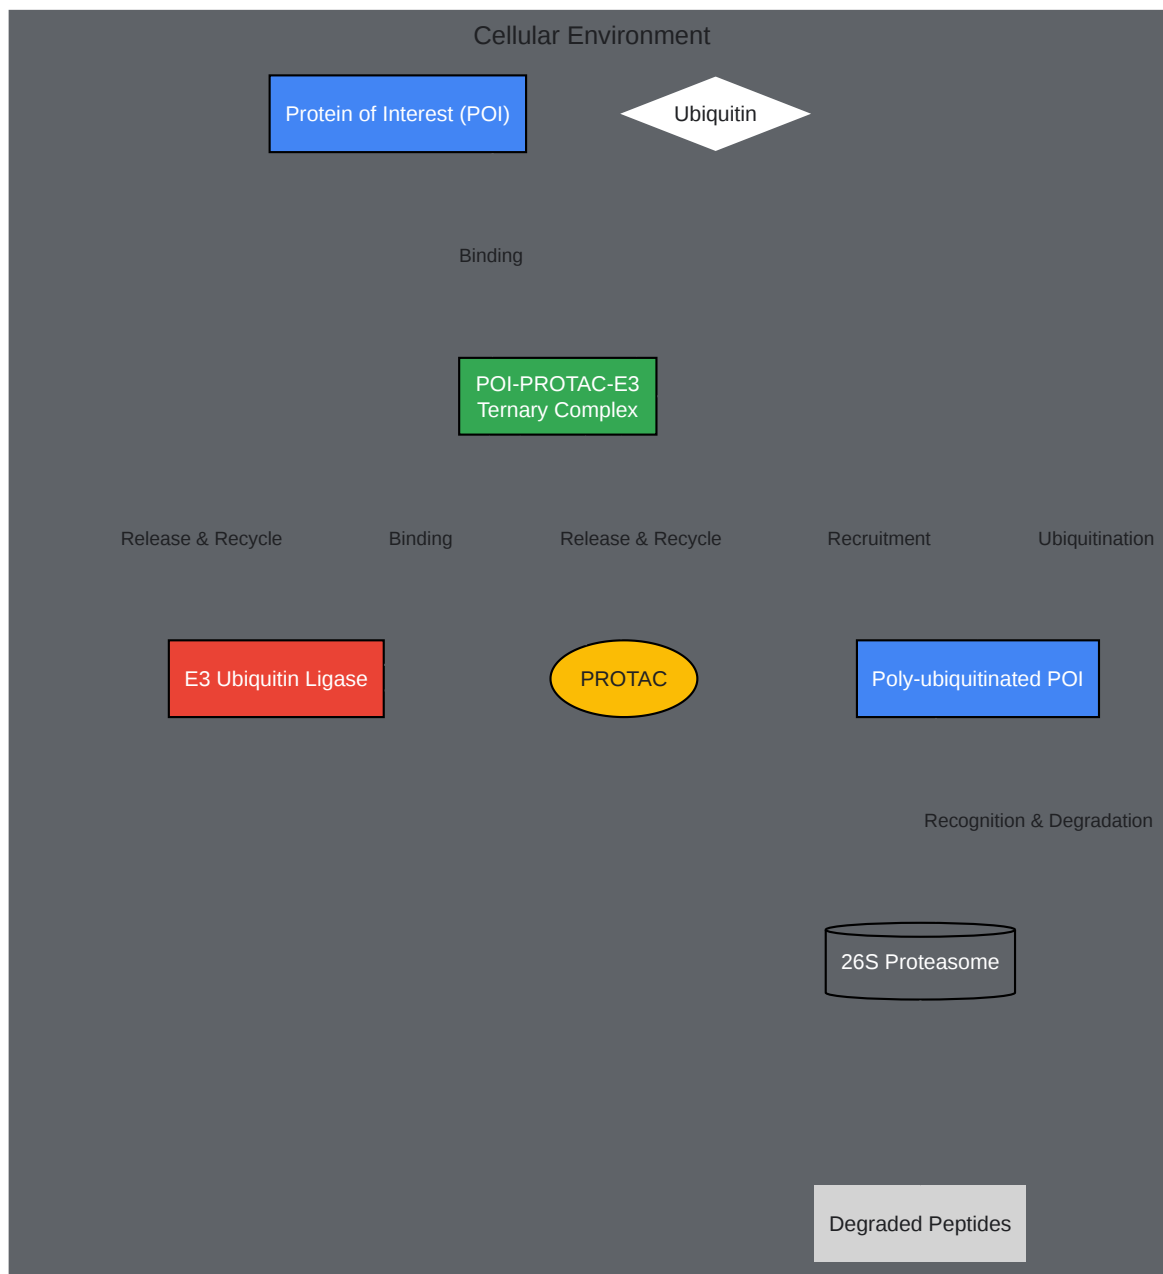 Cellular Environment
Protein of Interest (POI)
Ubiquitin
Binding
POI-PROTAC-E3
Ternary Complex
Release & Recycle
Binding
Release & Recycle
Recruitment
Ubiquitination
E3 Ubiquitin Ligase
PROTAC
Poly-ubiquitinated POI
Recognition & Degradation
26S Proteasome
Degraded Peptides